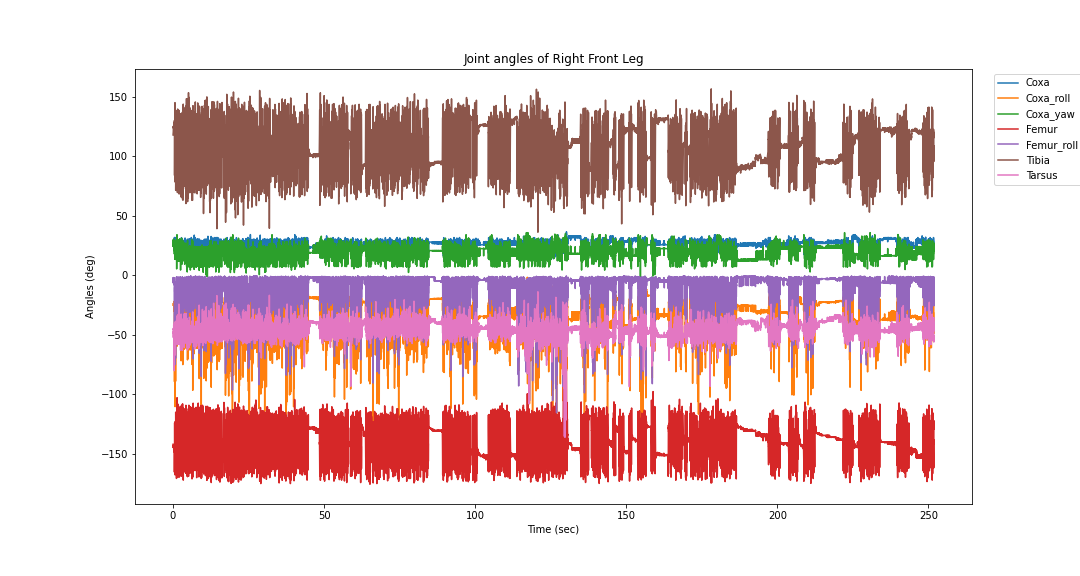 Joint angles of Right Front Leg
Angles (deg)
150
100
50
0
−50
−100
−150
0
50
100
150
200
250
Time (sec)
Coxa
Coxa_roll
Coxa_yaw
Femur
Femur_roll
Tibia
Tarsus